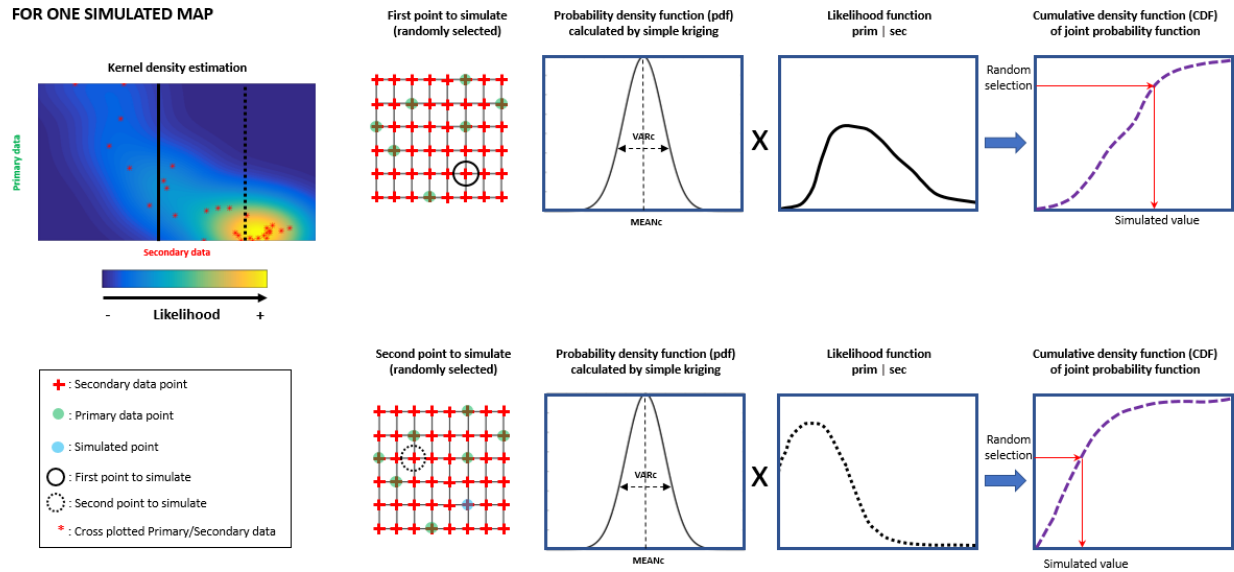 FOR ONE SIMULATED MAP
Kernel density estimation
Primary data
Secondary data
- Likelihood +
First point to simulate
(randomly selected)
Probability density function (pdf)
calculated by simple kriging
VARc
MEANc
X
Likelihood function
prim | sec
Cumulative density function (CDF)
of joint probability function
Random
selection
Simulated value
: Secondary data point
: Primary data point
: Simulated point
: First point to simulate
: Second point to simulate
* : Cross plotted Primary/Secondary data
Second point to simulate
(randomly selected)
Probability density function (pdf)
calculated by simple kriging
VARc
MEANc
X
Likelihood function
prim | sec
Cumulative density function (CDF)
of joint probability function
Random
selection
Simulated value